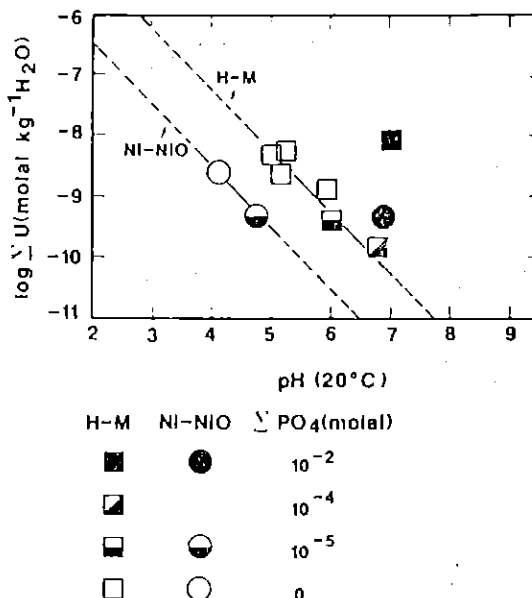 log ∑ U(molal kg⁻¹H₂O)
-6
-7
-8
-9
-10
-11
H-M
NI-NIO
2 3 4 5 6 7 8 9
pH (20°C)
H-M NI-NIO ∑ PO₄(molal)
10⁻²
10⁻⁴
10⁻⁵
0